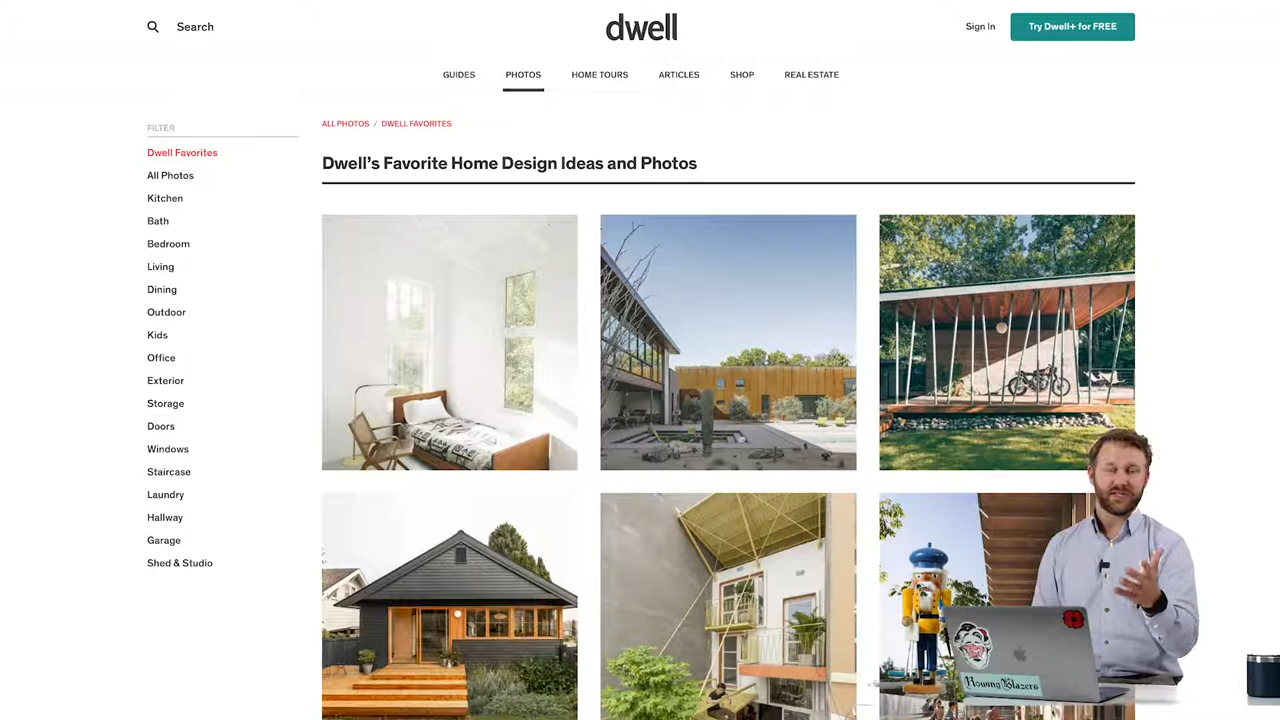 Search
dwell
Sign In
Try Dwell+ for FREE
GUIDES
PHOTOS
HOME TOURS
ARTICLES
SHOP
REAL ESTATE
FILTER
Dwell Favorites
All Photos
Kitchen
Bath
Bedroom
Living
Dining
Outdoor
Kids
Office
Exterior
Storage
Doors
Windows
Staircase
Laundry
Hallway
Garage
Shed & Studio
ALL PHOTOS / DWELL FAVORITES
Dwell’s Favorite Home Design Ideas and Photos
Rowing Blazers